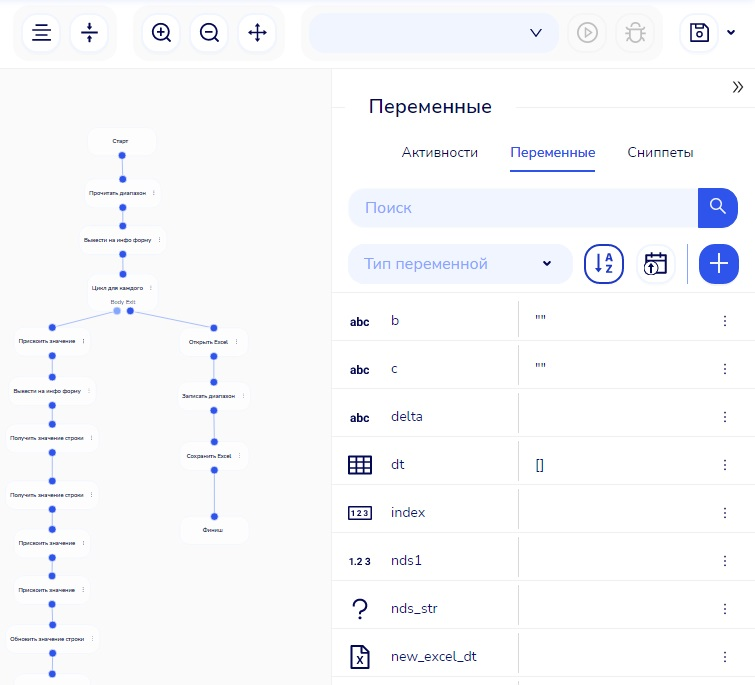 Переменные
Активности Переменные Сниппеты
Поиск
Тип переменной
A
Z
abc b ""
abc c ""
abc delta
dt []
1 2 3 index
1.2 3 nds1
? nds_str
X new_excel_dt
Старт
Прочитать диапазон
Вывести на инфо форму
Цикл для каждого
Body Exit
Присвоить значение
Вывести на инфо форму
Получить значение строки
Получить значение строки
Присвоить значение
Присвоить значение
Обновить значение строки
Открыть Excel
Записать диапазон
Сохранить Excel
Финиш